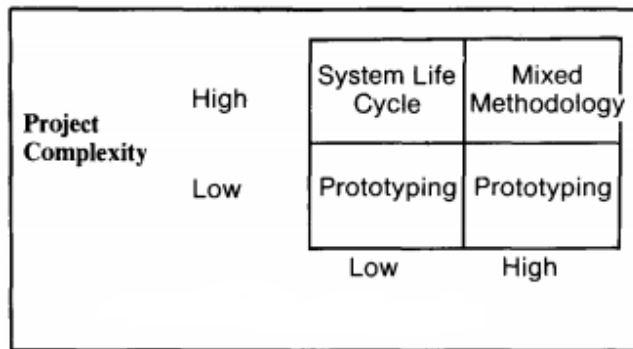 System Life Mixed
High Cycle Methodology
Project
Complexity
Low Prototyping Prototyping
Low High